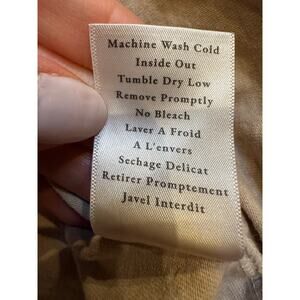 Machine Wash Cold
Inside Out
Tumble Dry Low
Remove Promptly
No Bleach
Laver A Froid
A L'envers
Sechage Delicat
Retirer Promptement
Javel Interdit